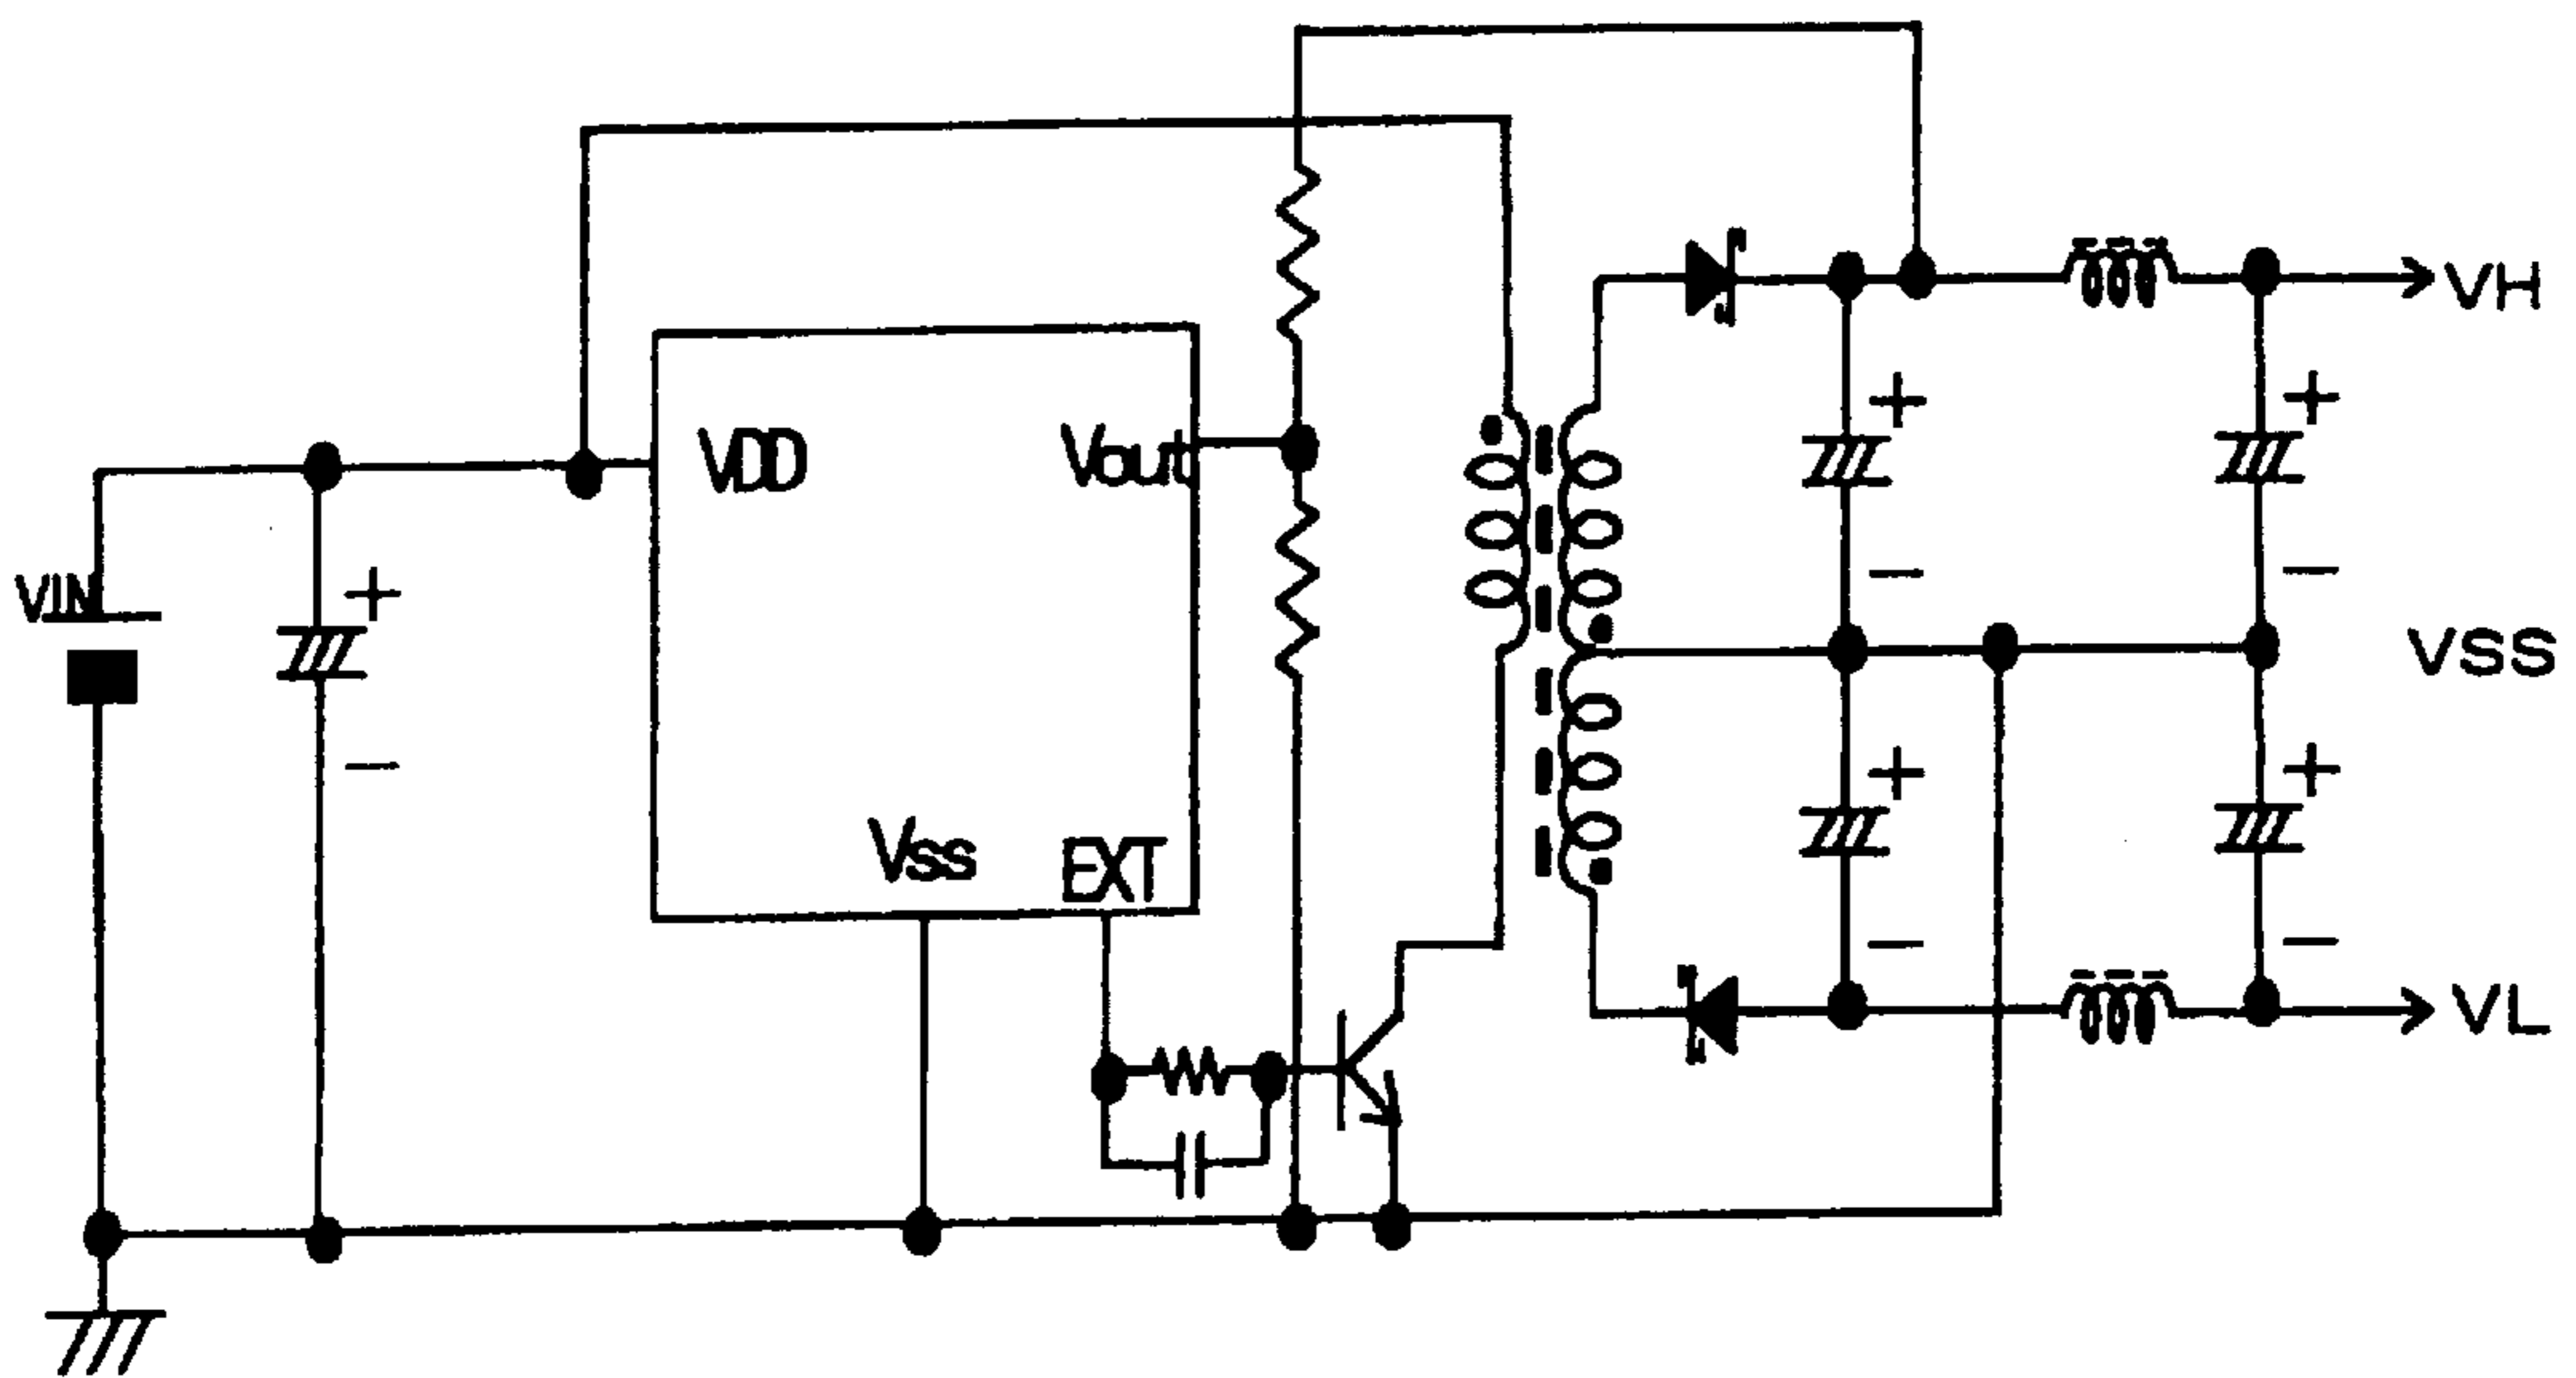 VH
VDD
Vout
VIN
+
-
+
-
+
-
VSS
+
-
+
-
Vss
EXT
VL